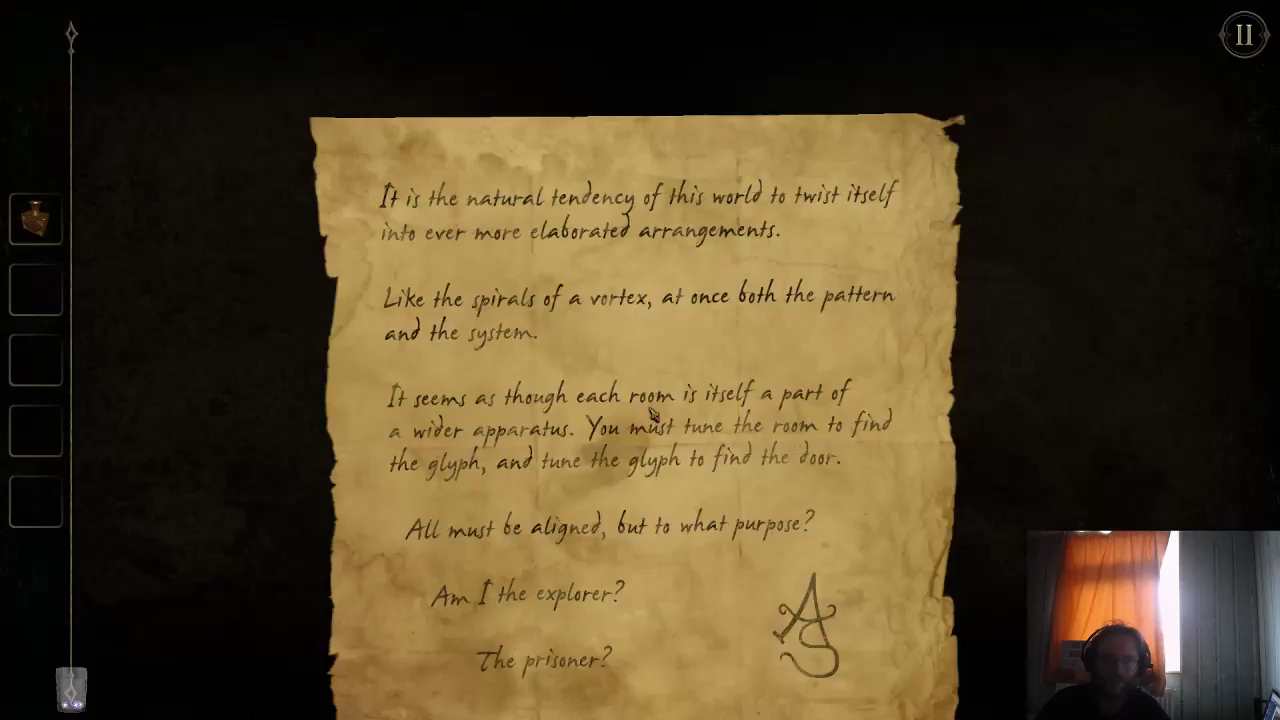 It is the natural tendency of this world to twist itself
into ever more elaborated arrangements.
Like the spirals of a vortex, at once both the pattern
and the system.
It seems as though each room is itself a part of
a wider apparatus. You must tune the room to find
the glyph, and tune the glyph to find the door.
All must be aligned, but to what purpose?
Am I the explorer?
The prisoner?
AS